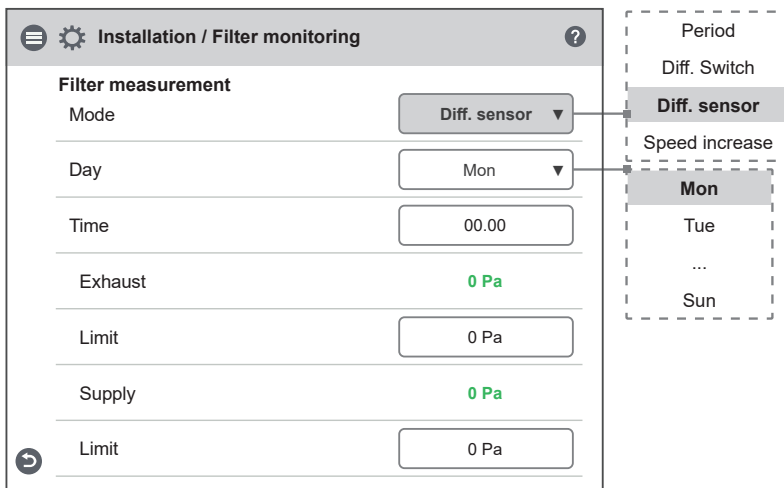 Installation / Filter monitoring ?
Filter measurement
Mode Diff. sensor ▼
Day Mon ▼
Time 00.00
Exhaust 0 Pa
Limit 0 Pa
Supply 0 Pa
Limit 0 Pa
Period
Diff. Switch
Diff. sensor
Speed increase
Mon
Tue
...
Sun